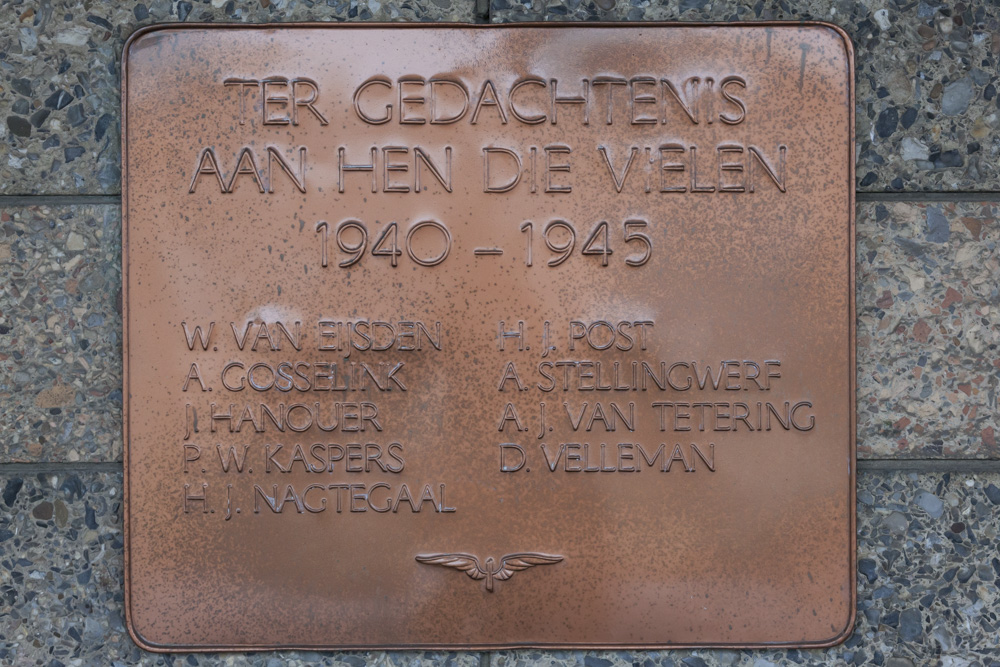 TER GEDACHTENIS
AAN HEN DIE VIELEN
1940 – 1945
W. VAN EIJSDEN
A. GOSSELINK
J. HANOUER
P. W. KASPERS
H. J. NAGTEGAAL
H. J. POST
A. STELLINGWERF
A. J. VAN TETERING
D. VELLEMAN